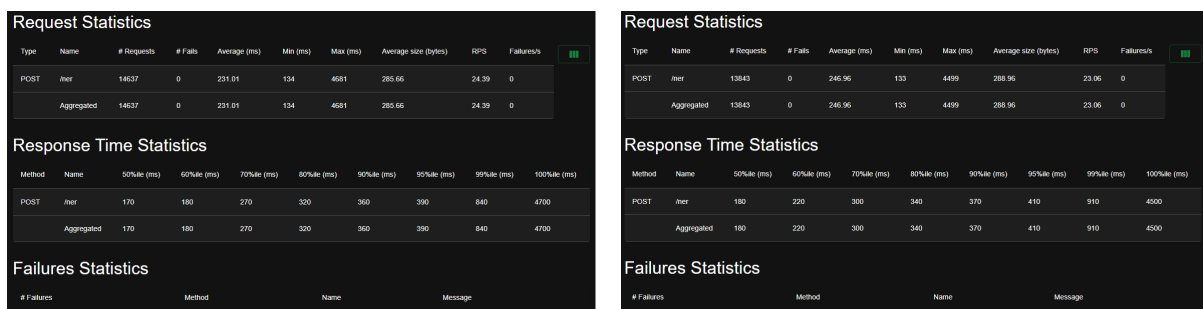 Request Statistics
Type Name # Requests # Fails Average (ms) Min (ms) Max (ms) Average size (bytes) RPS Failures/s
POST /ner 14637 0 231.01 134 4681 285.66 24.39 0
Aggregated 14637 0 231.01 134 4681 285.66 24.39 0
Response Time Statistics
Method Name 50%ile (ms) 60%ile (ms) 70%ile (ms) 80%ile (ms) 90%ile (ms) 95%ile (ms) 99%ile (ms) 100%ile (ms)
POST /ner 170 180 270 320 360 390 840 4700
Aggregated 170 180 270 320 360 390 840 4700
Failures Statistics
# Failures Method Name Message
Request Statistics
Type Name # Requests # Fails Average (ms) Min (ms) Max (ms) Average size (bytes) RPS Failures/s
POST /ner 13843 0 246.96 133 4499 288.96 23.06 0
Aggregated 13843 0 246.96 133 4499 288.96 23.06 0
Response Time Statistics
Method Name 50%ile (ms) 60%ile (ms) 70%ile (ms) 80%ile (ms) 90%ile (ms) 95%ile (ms) 99%ile (ms) 100%ile (ms)
POST /ner 180 220 300 340 370 410 910 4500
Aggregated 180 220 300 340 370 410 910 4500
Failures Statistics
# Failures Method Name Message